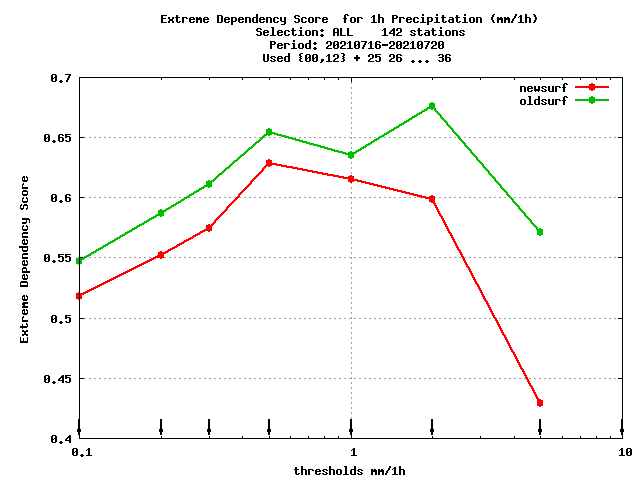 Extreme Dependency Score  for 1h Precipitation (mm/1h)
Selection: ALL    142 stations
Period: 20210716-20210720
Used {00,12} + 25 26 ... 36
0.7
newsurf
oldsurf
0.65
0.6
0.55
0.5
0.45
0.4
Extreme Dependency Score
0.1
1
10
thresholds mm/1h